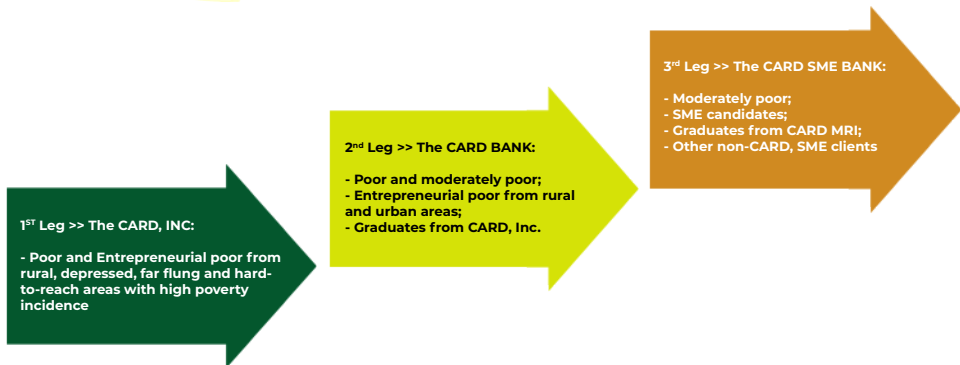 1ST Leg >> The CARD, INC:
- Poor and Entrepreneurial poor from
rural, depressed, far flung and hard-
to-reach areas with high poverty
incidence
2nd Leg >> The CARD BANK:
- Poor and moderately poor;
- Entrepreneurial poor from rural
and urban areas;
- Graduates from CARD, Inc.
3rd Leg >> The CARD SME BANK:
- Moderately poor;
- SME candidates;
- Graduates from CARD MRI;
- Other non-CARD, SME clients